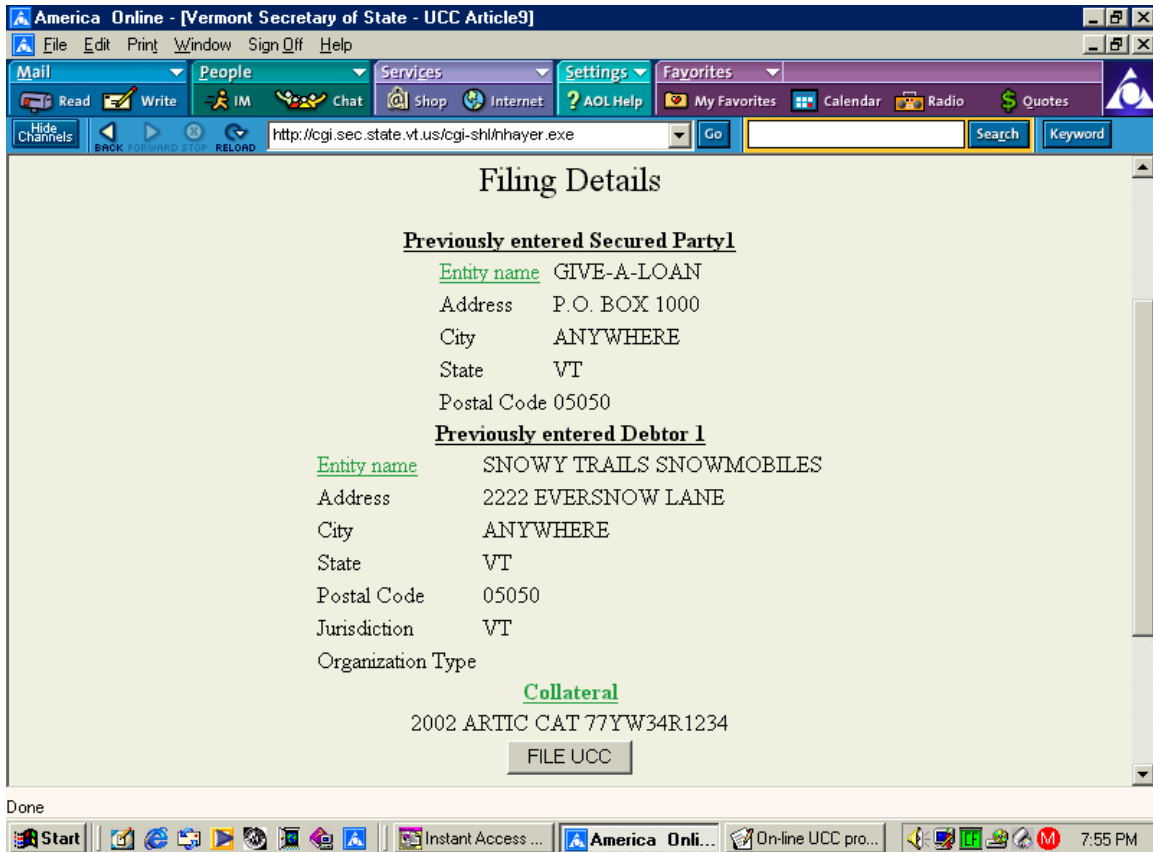 America Online - [Vermont Secretary of State - UCC Article9]
File Edit Print Window Sign Off Help
Mail People Services Settings Favorites
Read Write IM Chat Shop Internet AOL Help My Favorites Calendar Radio Quotes
Hide Channels BACK FORWARD STOP RELOAD http://cgi.sec.state.vt.us/cgi-shl/nhayer.exe Go Search Keyword
Filing Details
Previously entered Secured Party1
Entity name GIVE-A-LOAN
Address P.O. BOX 1000
City ANYWHERE
State VT
Postal Code 05050
Previously entered Debtor 1
Entity name SNOWY TRAILS SNOWMOBILES
Address 2222 EVERSNOW LANE
City ANYWHERE
State VT
Postal Code 05050
Jurisdiction VT
Organization Type
Collateral
2002 ARTIC CAT 77YW34R1234
FILE UCC
Done
Start Instant Access ... America Onli... On-line UCC pro... 7:55 PM